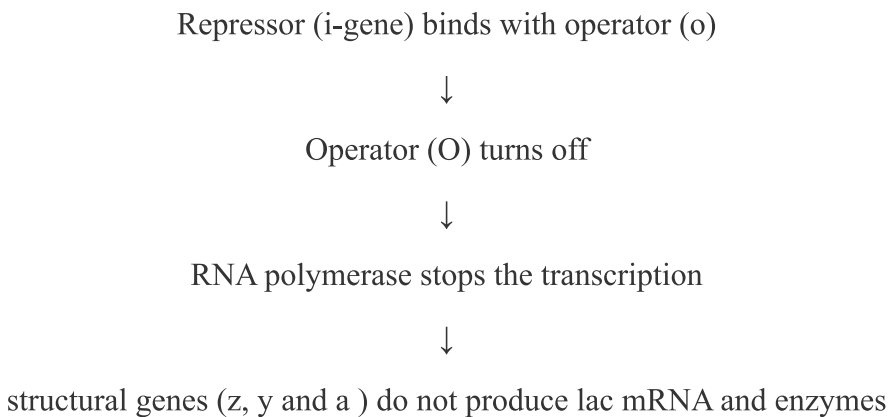 Repressor (i-gene) binds with operator (o)
↓
Operator (O) turns off
↓
RNA polymerase stops the transcription
↓
structural genes (z, y and a ) do not produce lac mRNA and enzymes